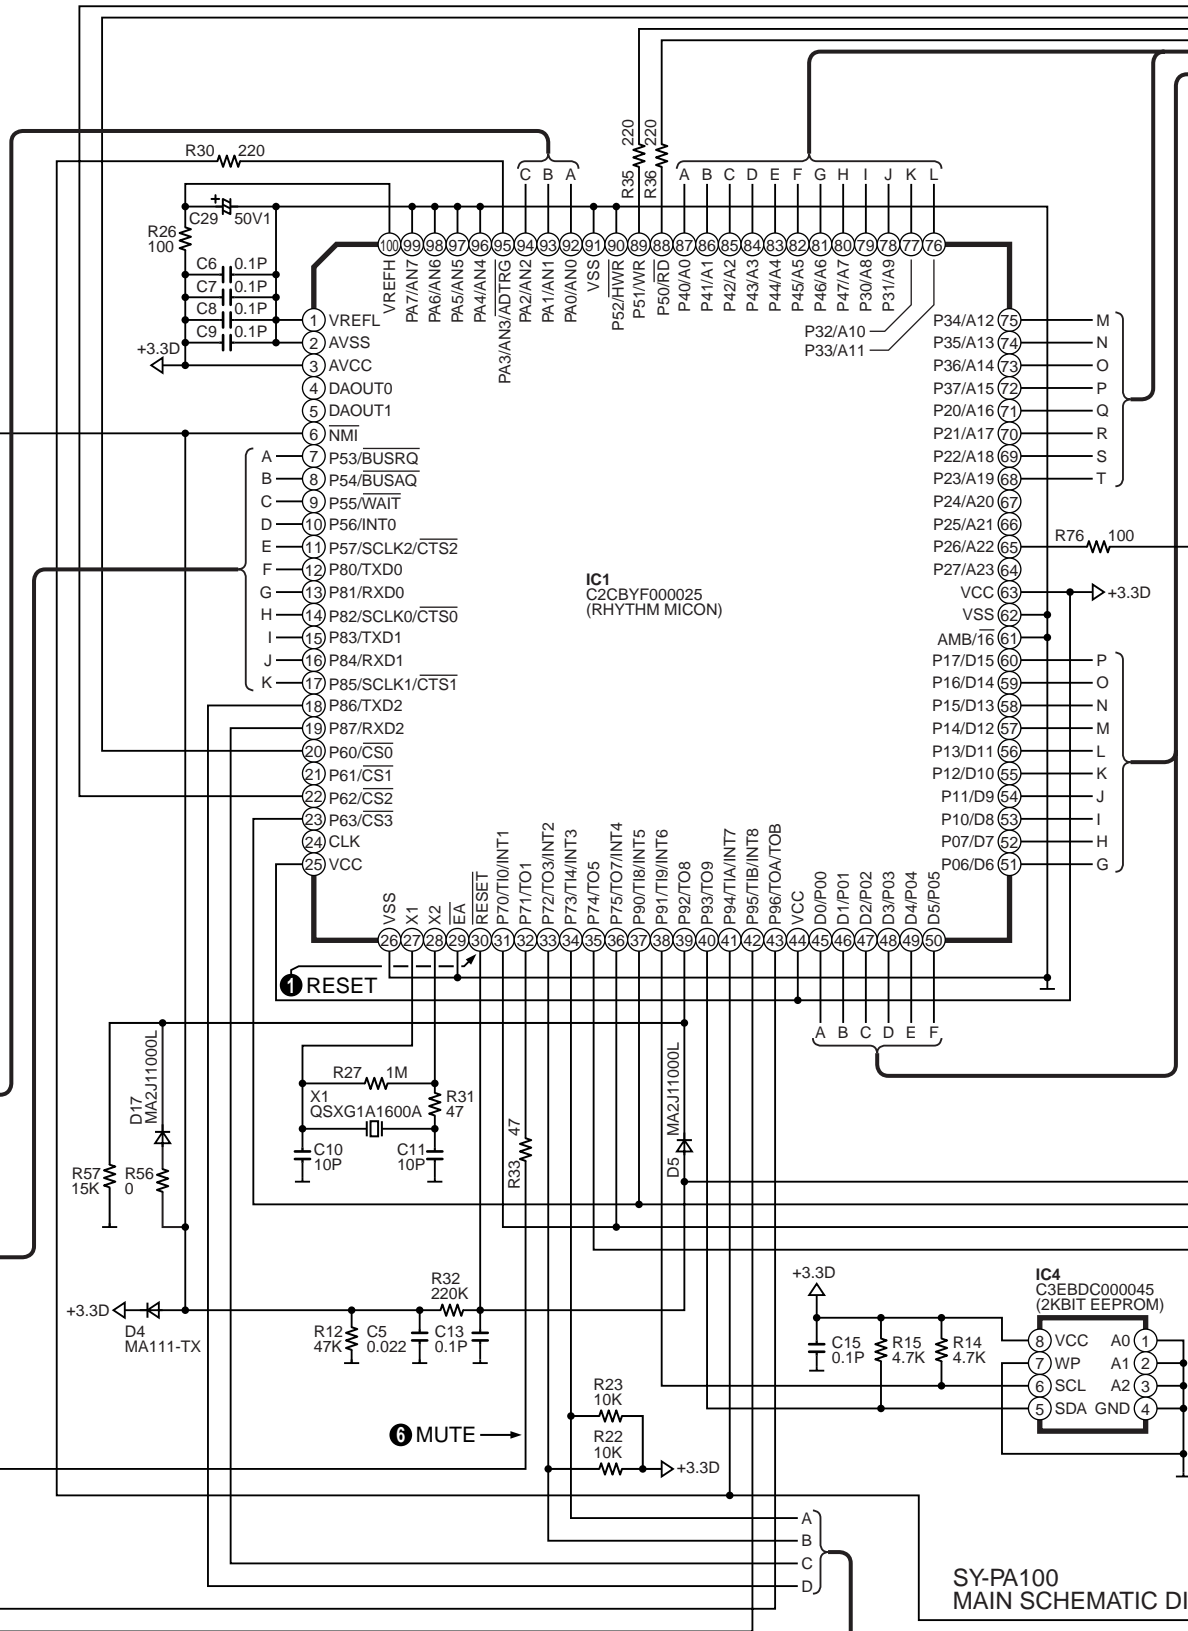 R30 220
C B A
R35 220
R36 220
A B C D E F G H I J K L
+
C29 50V1
R26
100
C6 0.1P
C7 0.1P
C8 0.1P
C9 0.1P
+3.3D
100 99 98 97 96 95 94 93 92 91 90 89 88 87 86 85 84 83 82 81 80 79 78 77 76
VREFH
PA7/AN7
PA6/AN6
PA5/AN5
PA4/AN4
PA3/AN3/ADTRG
PA2/AN2
PA1/AN1
PA0/AN0
VSS
P52/HWR
P51/WR
P50/RD
P40/A0
P41/A1
P42/A2
P43/A3
P44/A4
P45/A5
P46/A6
P47/A7
P30/A8
P31/A9
P32/A10
P33/A11
1 VREFL
2 AVSS
3 AVCC
4 DAOUT0
5 DAOUT1
6 NMI
A 7 P53/BUSRQ
B 8 P54/BUSAQ
C 9 P55/WAIT
D 10 P56/INT0
E 11 P57/SCLK2/CTS2
F 12 P80/TXD0
G 13 P81/RXD0
H 14 P82/SCLK0/CTS0
I 15 P83/TXD1
J 16 P84/RXD1
K 17 P85/SCLK1/CTS1
18 P86/TXD2
19 P87/RXD2
20 P60/CS0
21 P61/CS1
22 P62/CS2
23 P63/CS3
24 CLK
25 VCC
IC1
C2CBYF000025
(RHYTHM MICON)
P34/A12 75 M
P35/A13 74 N
P36/A14 73 O
P37/A15 72 P
P20/A16 71 Q
P21/A17 70 R
P22/A18 69 S
P23/A19 68 T
P24/A20 67
P25/A21 66
P26/A22 65
R76 100
P27/A23 64
VCC 63 +3.3D
VSS 62
AMB/16 61
P17/D15 60 P
P16/D14 59 O
P15/D13 58 N
P14/D12 57 M
P13/D11 56 L
P12/D10 55 K
P11/D9 54 J
P10/D8 53 I
P07/D7 52 H
P06/D6 51 G
VSS
X1
X2
EA
RESET
P70/TI0/INT1
P71/TO1
P72/TO3/INT2
P73/TI4/INT3
P74/TO5
P75/TO7/INT4
P90/TI8/INT5
P91/TI9/INT6
P92/TO8
P93/TO9
P94/TIA/INT7
P95/TIB/INT8
P96/TOA/TOB
VCC
D0/P00
D1/P01
D2/P02
D3/P03
D4/P04
D5/P05
26 27 28 29 30 31 32 33 34 35 36 37 38 39 40 41 42 43 44 45 46 47 48 49 50
1 RESET
A B C D E F
D17
MA2J11000L
R57
15K
R56
0
R27 1M
X1
QSXG1A1600A
R31
47
C10
10P
C11
10P
R33 47
D5 MA2J11000L
+3.3D
D4
MA111-TX
R12
47K
C5
0.022
R32
220K
C13
0.1P
+3.3D
C15
0.1P
R15
4.7K
R14
4.7K
IC4
C3EBDC000045
(2KBIT EEPROM)
8 VCC A0 1
7 WP A1 2
6 SCL A2 3
5 SDA GND 4
R23
10K
R22
10K
+3.3D
6 MUTE
A
B
C
D
SY-PA100
MAIN SCHEMATIC DI